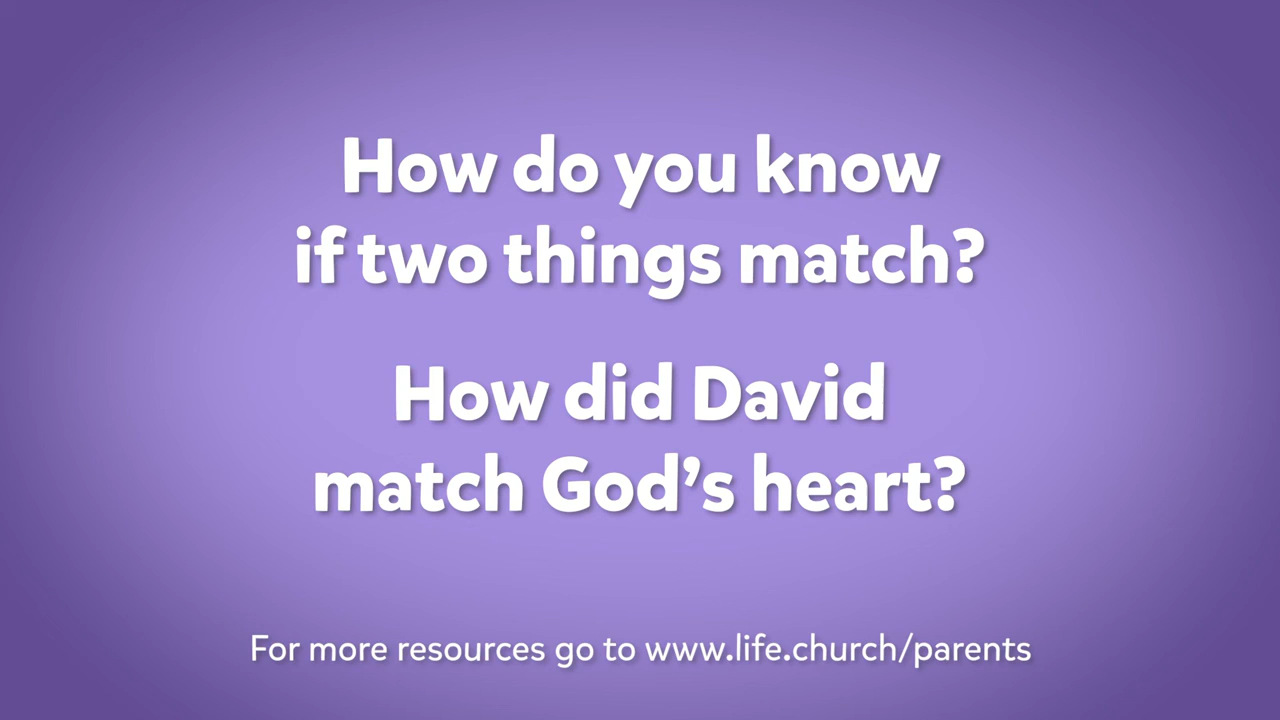 How do you know
if two things match?
How did David
match God’s heart?
For more resources go to www.life.church/parents